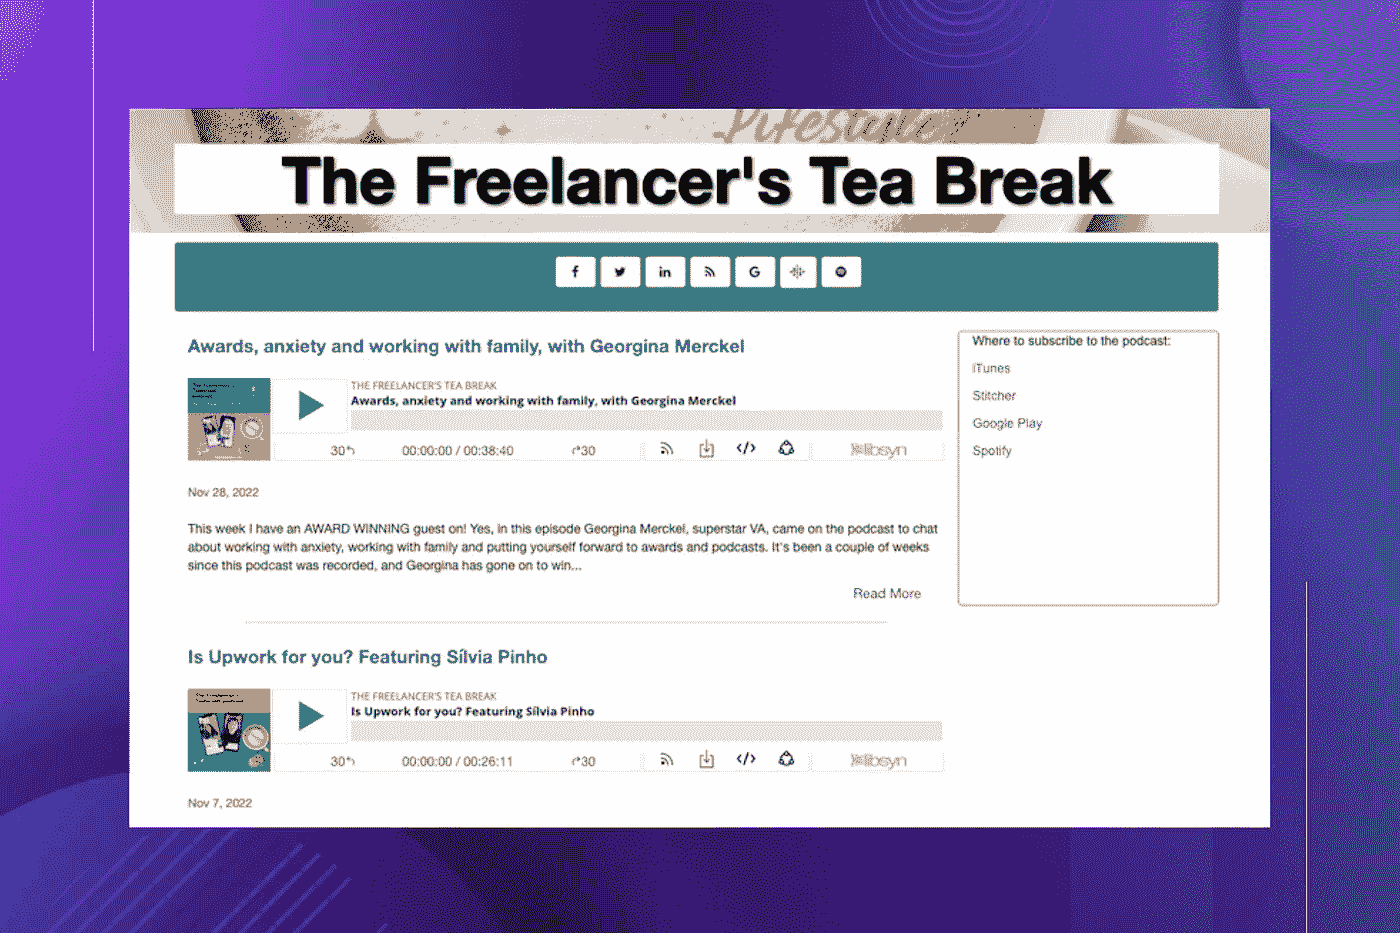 Lifestyle
The Freelancer's Tea Break
Awards, anxiety and working with family, with Georgina Merckel
THE FREELANCER'S TEA BREAK
Awards, anxiety and working with family, with Georgina Merckel
30
00:00:00 / 00:38:40
30
libsyn
Nov 28, 2022
This week I have an AWARD WINNING guest on! Yes, in this episode Georgina Merckel, superstar VA, came on the podcast to chat
about working with anxiety, working with family and putting yourself forward to awards and podcasts. It's been a couple of weeks
since this podcast was recorded, and Georgina has gone on to win...
Read More
Is Upwork for you? Featuring Sílvia Pinho
THE FREELANCER'S TEA BREAK
Is Upwork for you? Featuring Sílvia Pinho
30
00:00:00 / 00:26:11
30
libsyn
Nov 7, 2022
Where to subscribe to the podcast:
iTunes
Stitcher
Google Play
Spotify